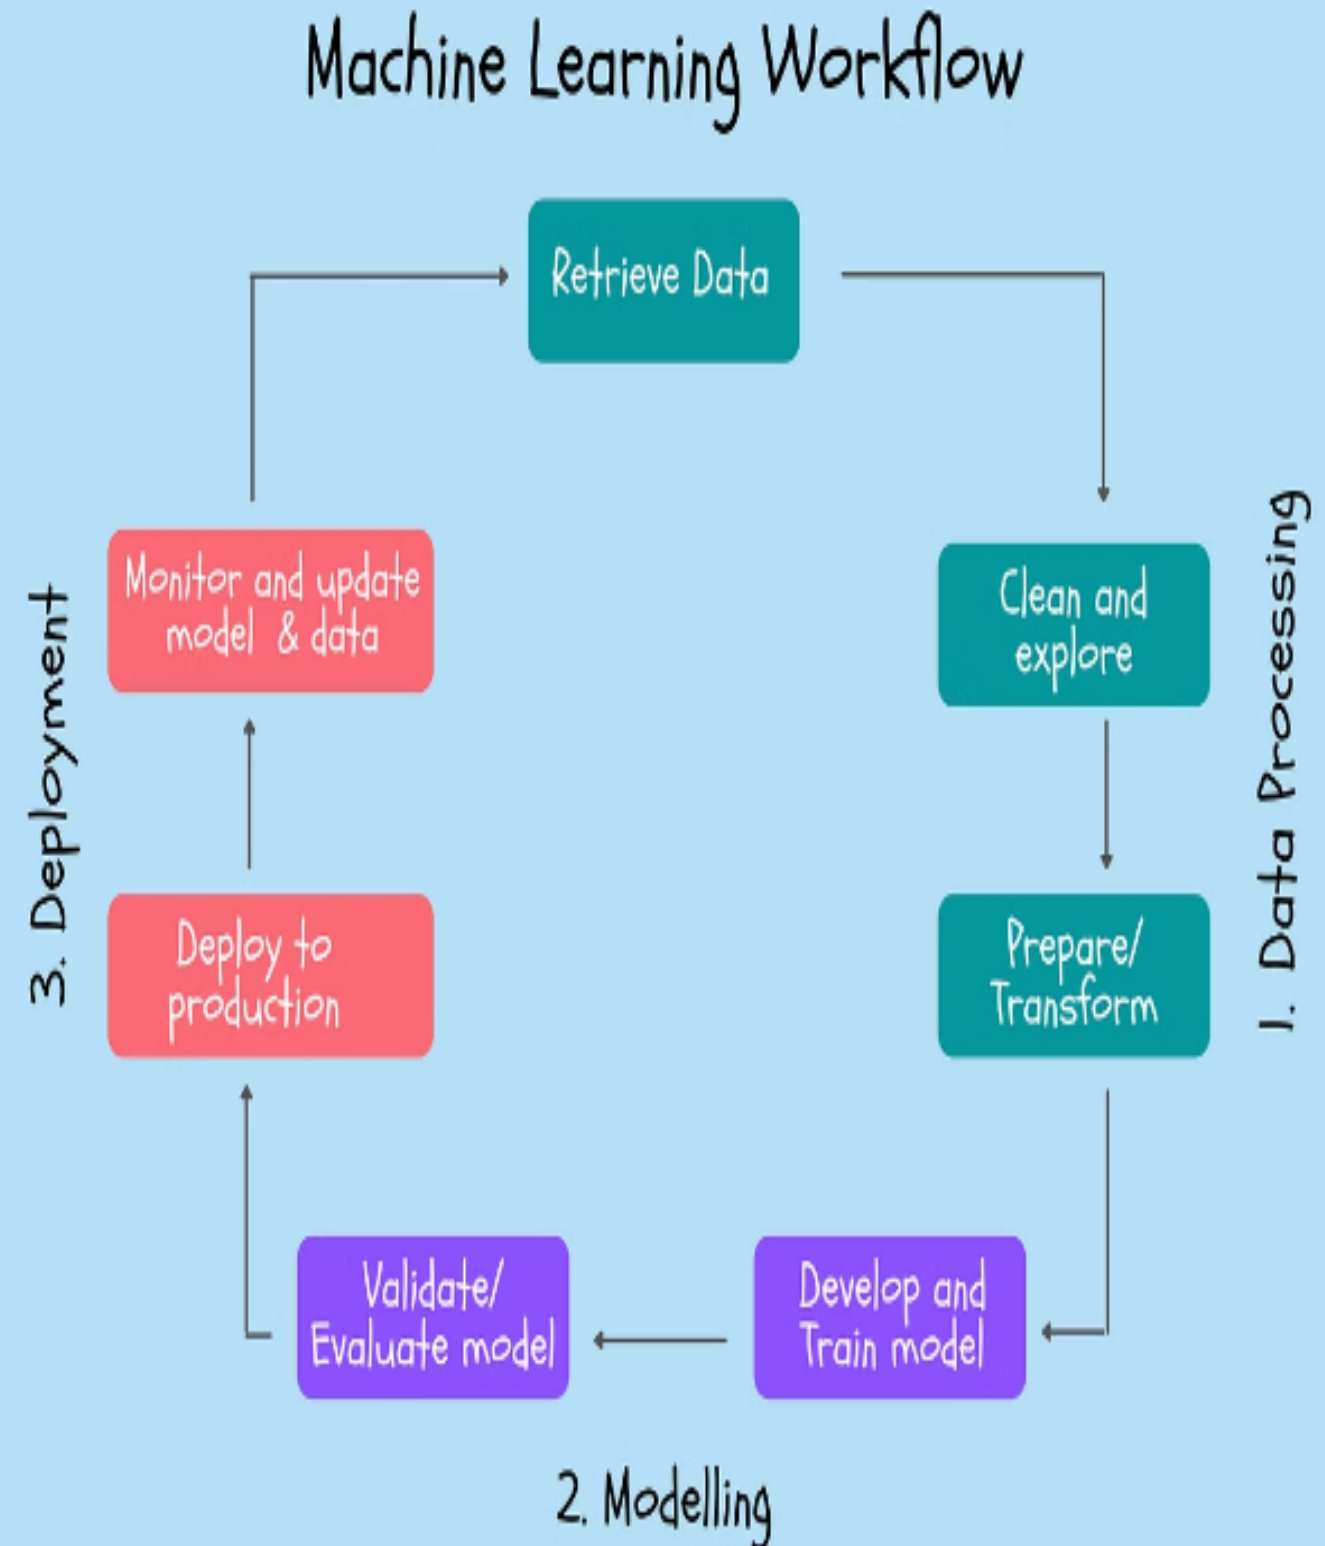 Machine Learning Workflow
Retrieve Data
Clean and
explore
Prepare/
Transform
1. Data Processing
Develop and
Train model
Validate/
Evaluate model
2. Modelling
Deploy to
production
Monitor and update
model & data
3. Deployment